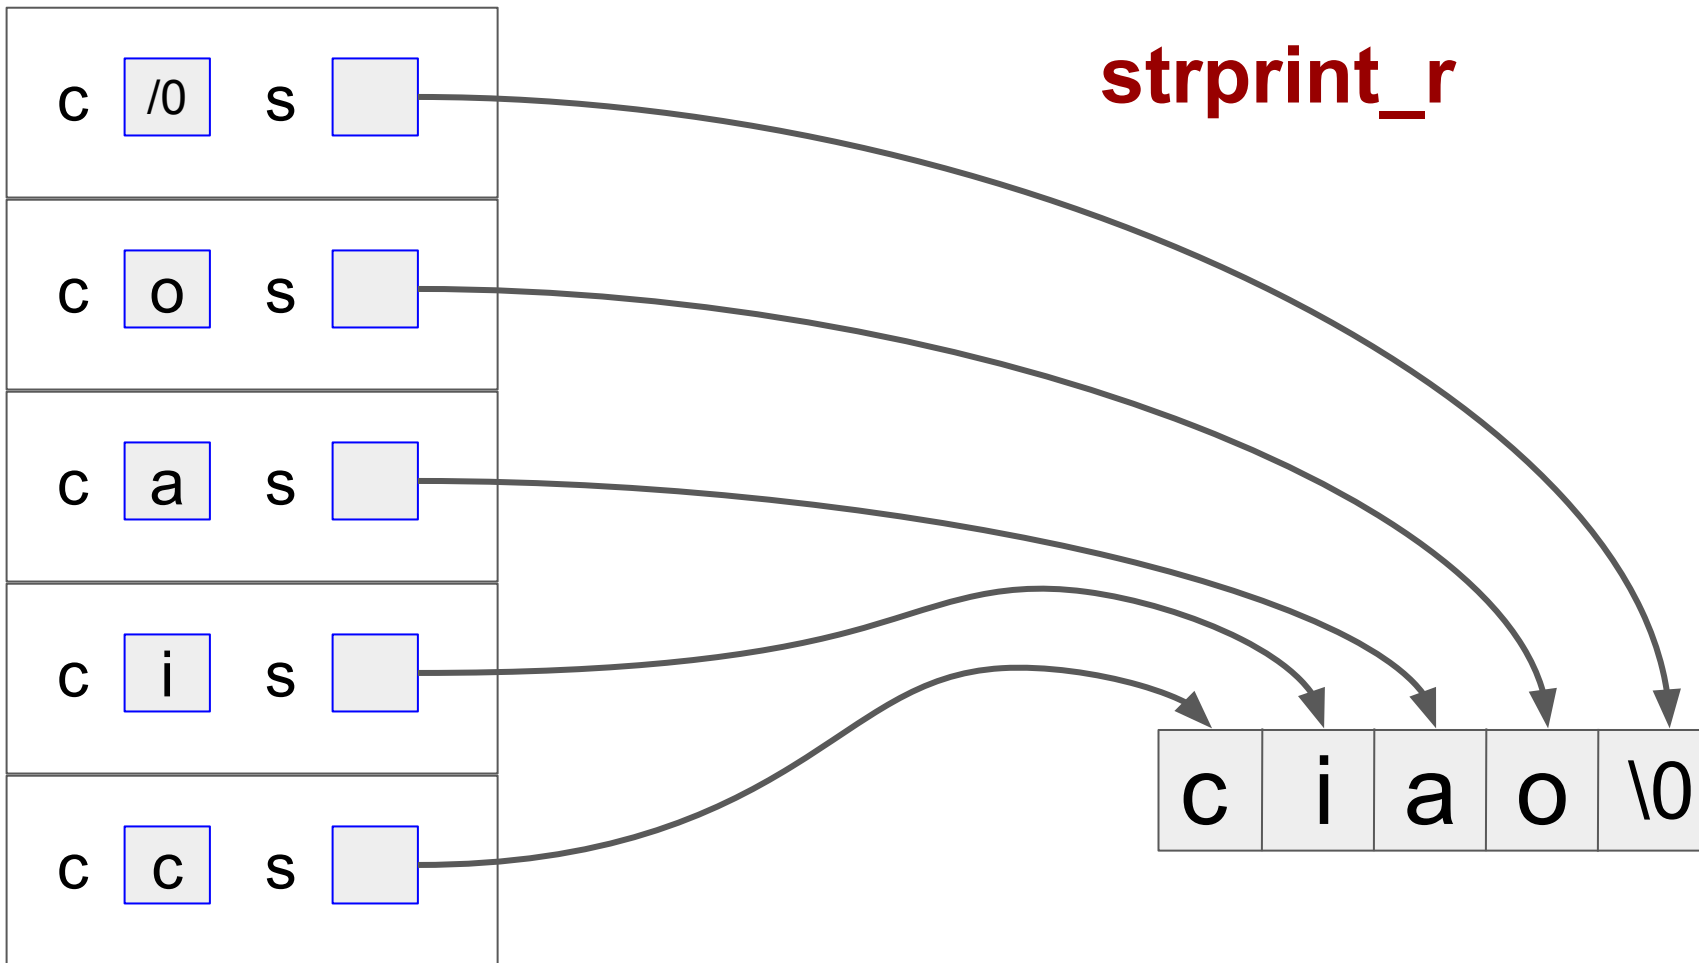 strprint_r
c /0 s
c o s
c a s
c i s
c c s
c i a o \0